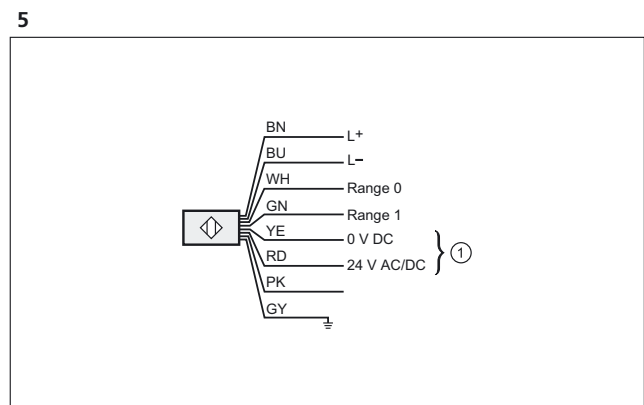 5
BN L+
BU L–
WH Range 0
GN Range 1
YE 0 V DC
RD 24 V AC/DC
①
PK
GY